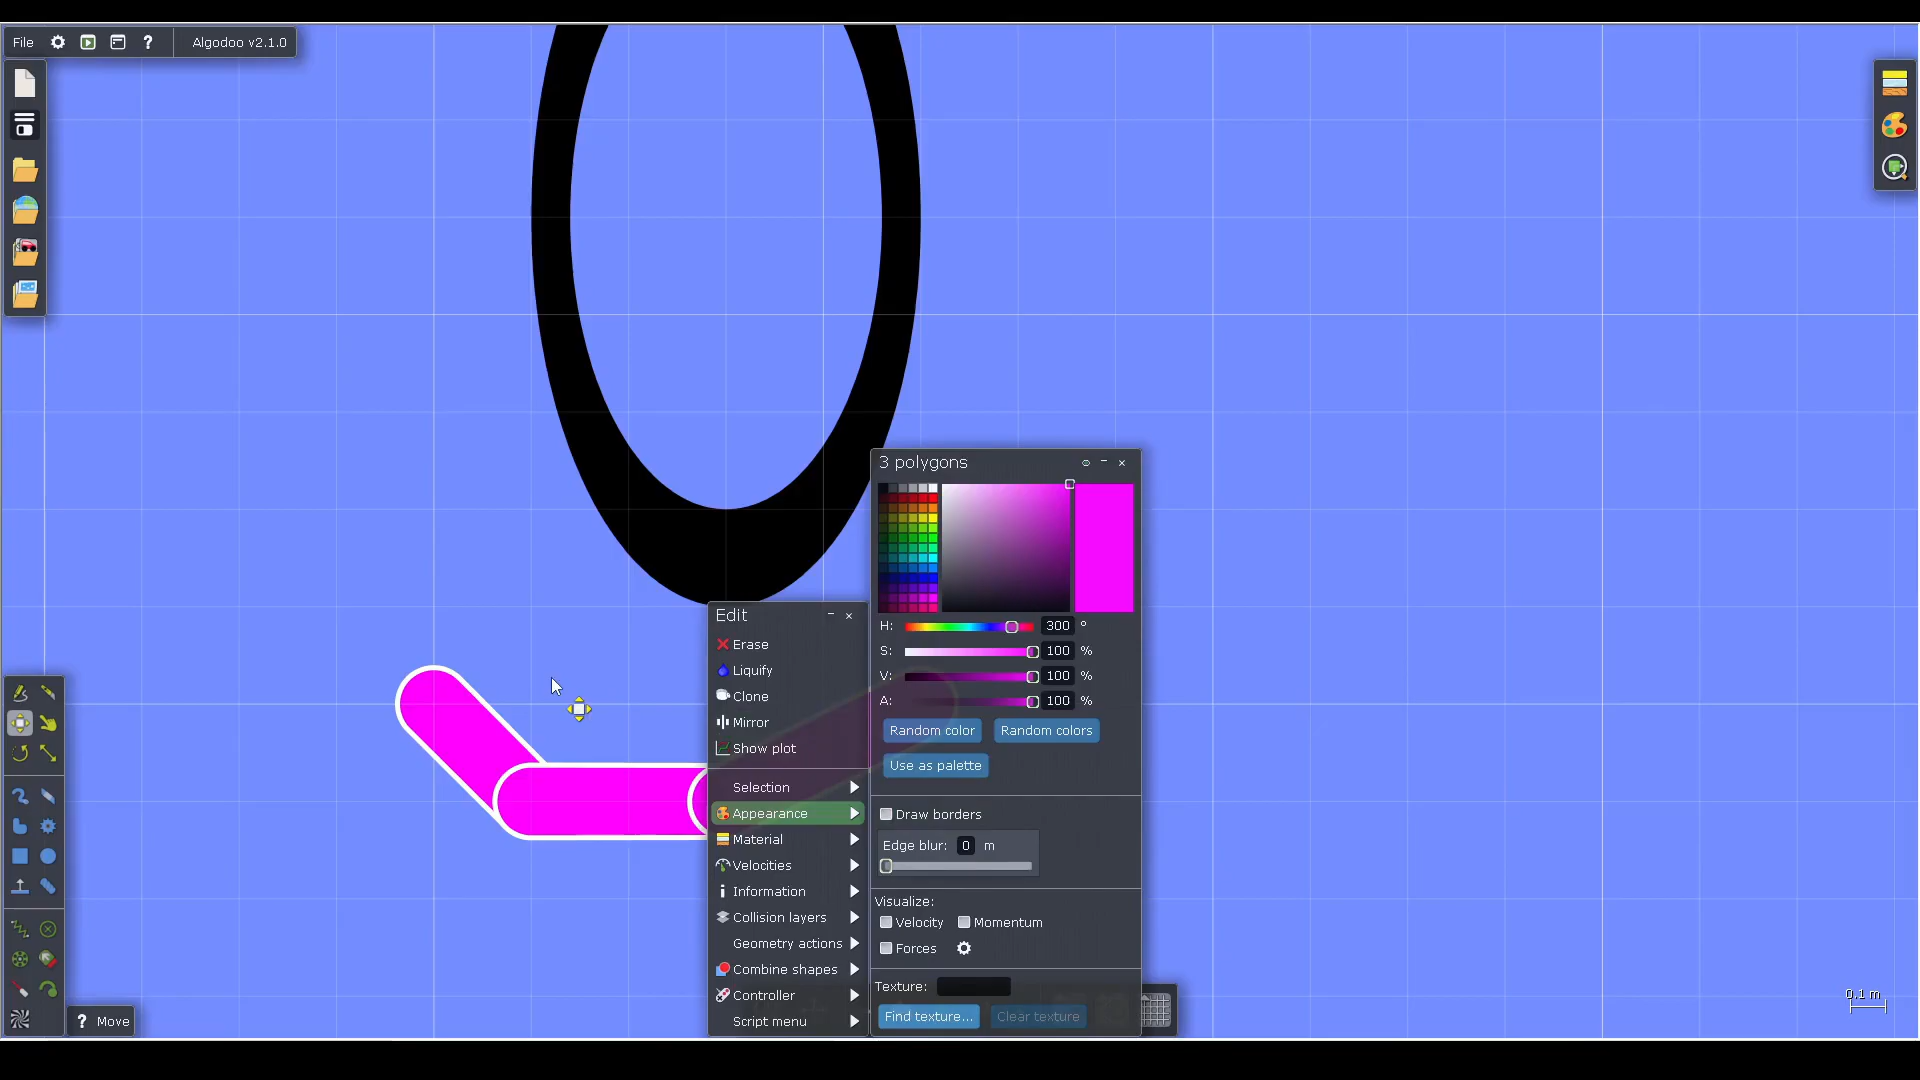 File
?
Algodoo v2.1.0
3 polygons
H: 300 °
S: 100 %
V: 100 %
A: 100 %
Random color
Random colors
Use as palette
Draw borders
Edge blur: 0 m
Visualize:
Velocity
Momentum
Forces
Texture:
Find texture...
Clear texture
Edit
Erase
Liquify
Clone
Mirror
Show plot
Selection
Appearance
Material
Velocities
Information
Collision layers
Geometry actions
Combine shapes
Controller
Script menu
? Move
0.1 m